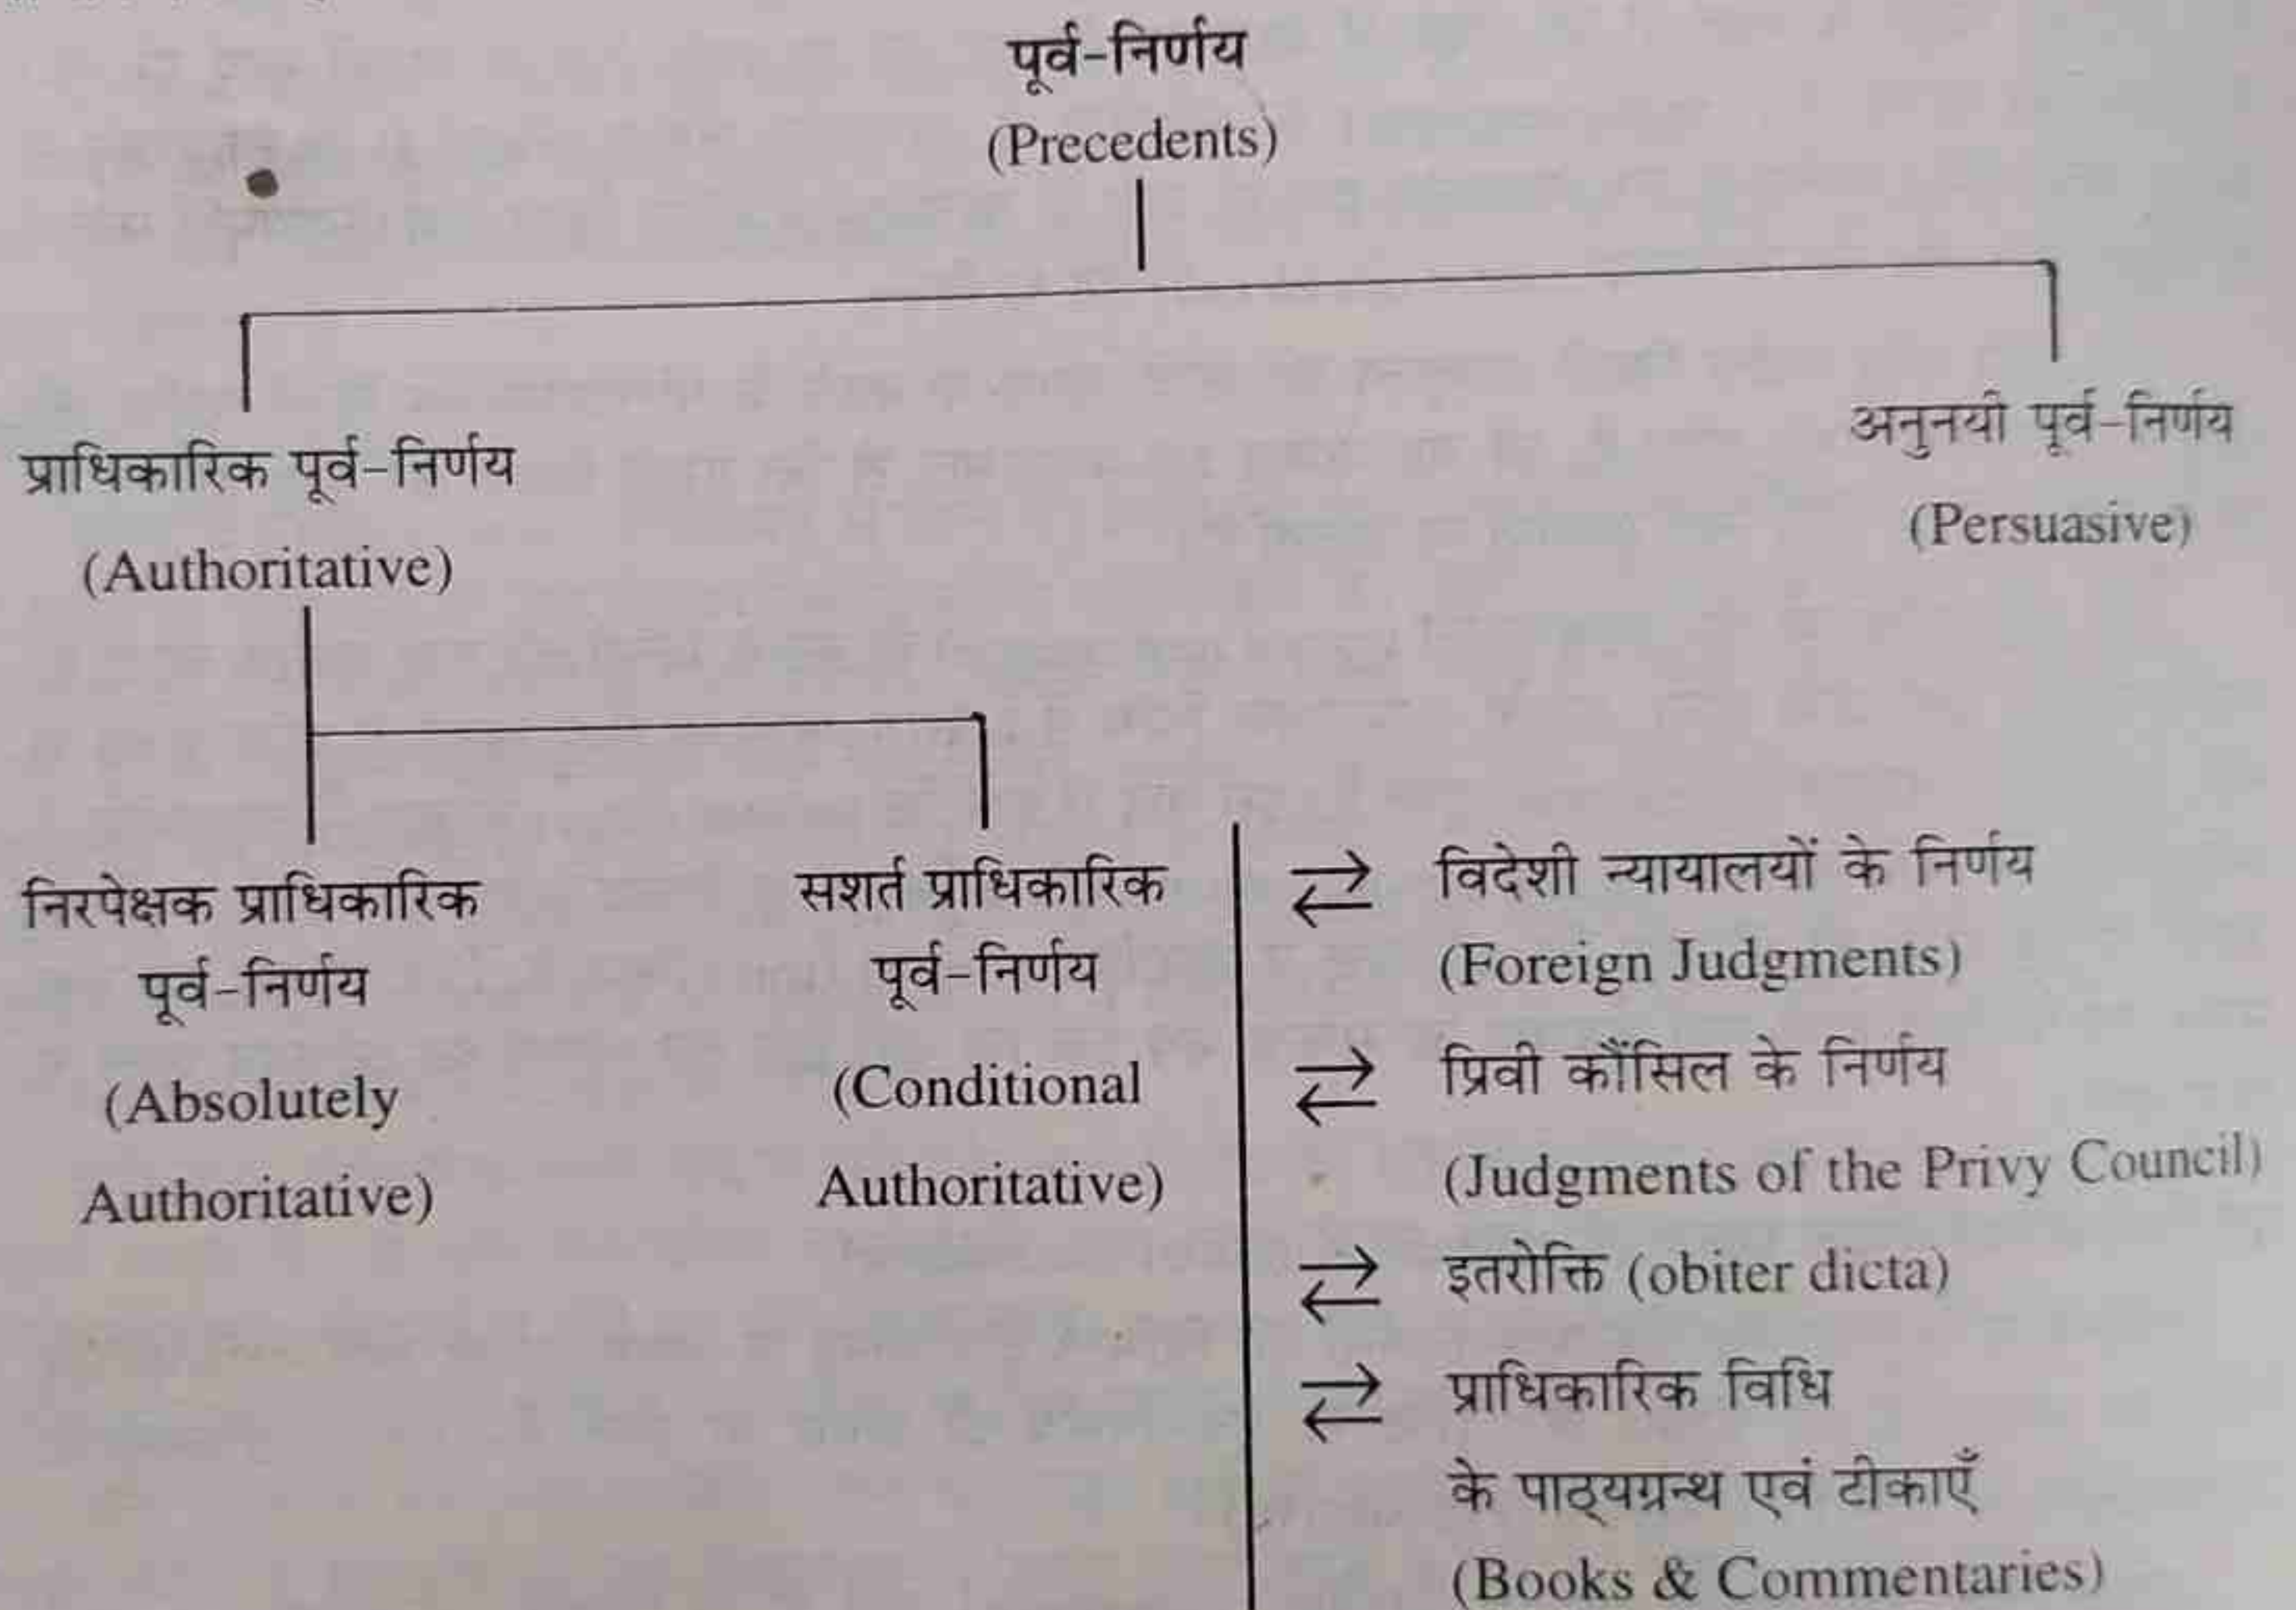 पूर्व-निर्णय
(Precedents)
प्राधिकारिक पूर्व-निर्णय
(Authoritative)
अनुनयी पूर्व-निर्णय
(Persuasive)
निरपेक्षक प्राधिकारिक
पूर्व-निर्णय
(Absolutely
Authoritative)
सशर्त प्राधिकारिक
पूर्व-निर्णय
(Conditional
Authoritative)
विदेशी न्यायालयों के निर्णय
(Foreign Judgments)
प्रिवी कौंसिल के निर्णय
(Judgments of the Privy Council)
इतरोक्ति (obiter dicta)
प्राधिकारिक विधि
के पाठ्यग्रन्थ एवं टीकाएँ
(Books & Commentaries)